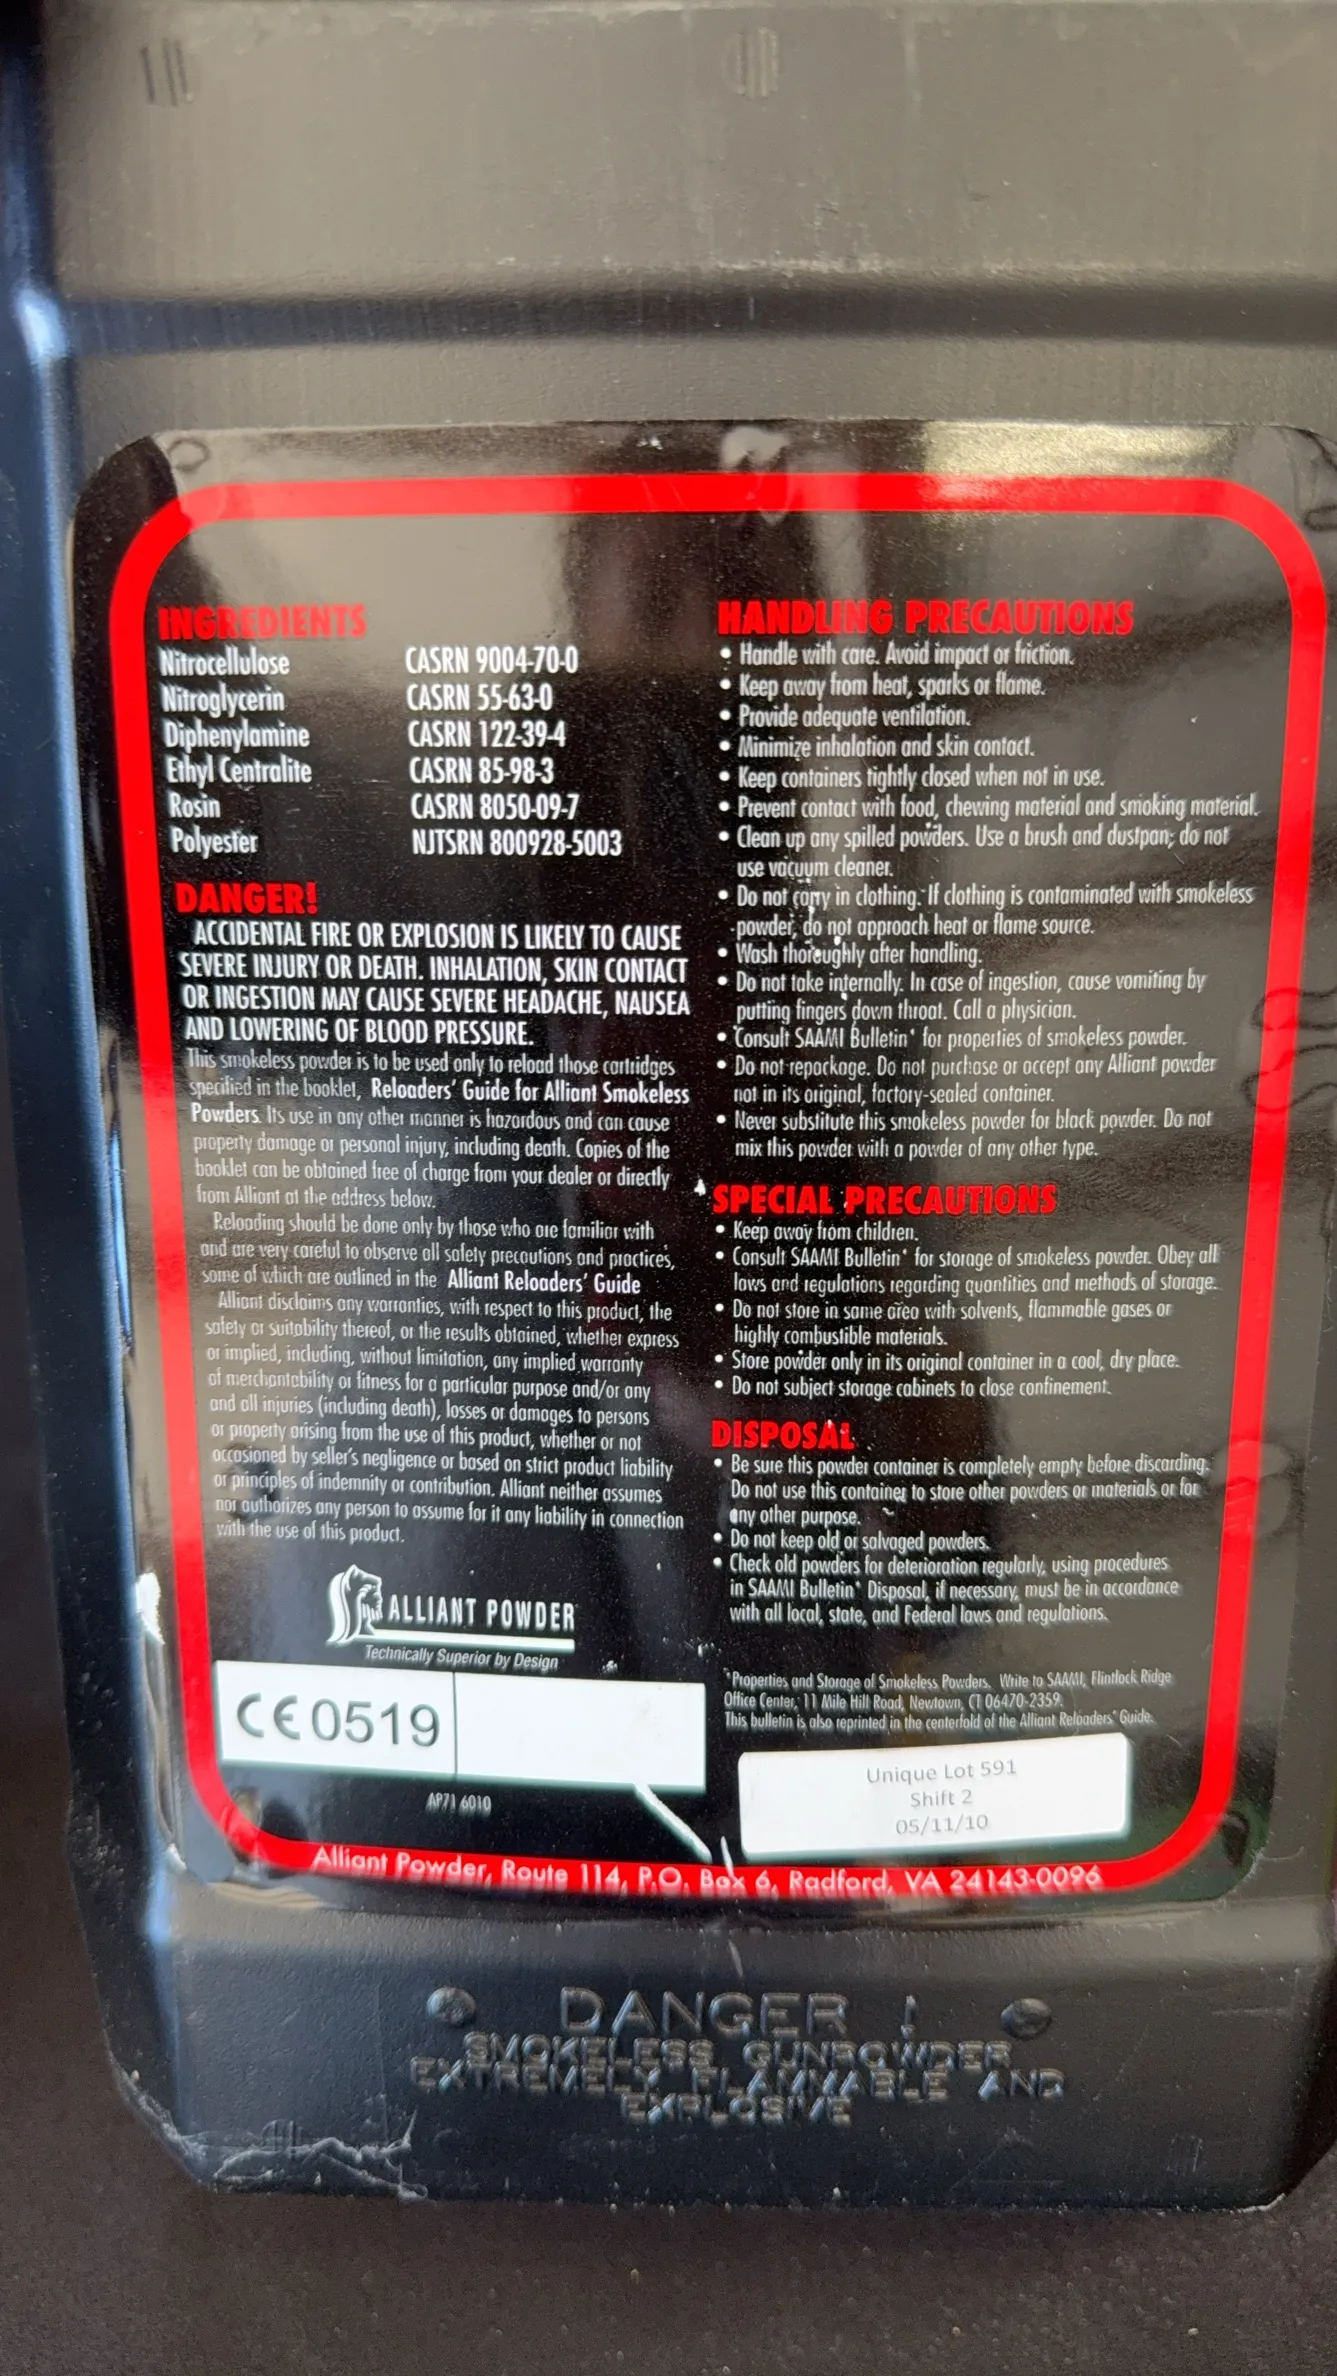 INGREDIENTS
Nitrocellulose CASRN 9004-70-0
Nitroglycerin CASRN 55-63-0
Diphenylamine CASRN 122-39-4
Ethyl Centralite CASRN 85-98-3
Rosin CASRN 8050-09-7
Polyester NJTSRN 800928-5003
DANGER!
ACCIDENTAL FIRE OR EXPLOSION IS LIKELY TO CAUSE
SEVERE INJURY OR DEATH. INHALATION, SKIN CONTACT
OR INGESTION MAY CAUSE SEVERE HEADACHE, NAUSEA
AND LOWERING OF BLOOD PRESSURE.
This smokeless powder is to be used only to reload those cartridges
specified in the booklet, Reloaders' Guide for Alliant Smokeless
Powders. Its use in any other manner is hazardous and can cause
property damage or personal injury, including death. Copies of the
booklet can be obtained free of charge from your dealer or directly
from Alliant at the address below.
Reloading should be done only by those who are familiar with
and are very careful to observe all safety precautions and practices,
some of which are outlined in the Alliant Reloaders' Guide
Alliant disclaims any warranties, with respect to this product, the
safety or suitability thereof, or the results obtained, whether express
or implied, including, without limitation, any implied warranty
of merchantability or fitness for a particular purpose and/or any
and all injuries (including death), losses or damages to persons
or property arising from the use of this product, whether or not
occasioned by seller's negligence or based on strict product liability
or principles of indemnity or contribution. Alliant neither assumes
nor authorizes any person to assume for it any liability in connection
with the use of this product.
ALLIANT POWDER
Technically Superior by Design
CE 0519
AP71 6010
HANDLING PRECAUTIONS
• Handle with care. Avoid impact or friction.
• Keep away from heat, sparks or flame.
• Provide adequate ventilation.
• Minimize inhalation and skin contact.
• Keep containers tightly closed when not in use.
• Prevent contact with food, chewing material and smoking material.
• Clean up any spilled powders. Use a brush and dustpan; do not
use vacuum cleaner.
• Do not carry in clothing. If clothing is contaminated with smokeless
powder, do not approach heat or flame source.
• Wash thoroughly after handling.
• Do not take internally. In case of ingestion, cause vomiting by
putting fingers down throat. Call a physician.
• Consult SAAMI Bulletin* for properties of smokeless powder.
• Do not repackage. Do not purchase or accept any Alliant powder
not in its original, factory-sealed container.
• Never substitute this smokeless powder for black powder. Do not
mix this powder with a powder of any other type.
SPECIAL PRECAUTIONS
• Keep away from children.
• Consult SAAMI Bulletin* for storage of smokeless powder. Obey all
laws and regulations regarding quantities and methods of storage.
• Do not store in same area with solvents, flammable gases or
highly combustible materials.
• Store powder only in its original container in a cool, dry place.
• Do not subject storage cabinets to close confinement.
DISPOSAL
• Be sure this powder container is completely empty before discarding.
Do not use this container to store other powders or materials or for
any other purpose.
• Do not keep old or salvaged powders.
• Check old powders for deterioration regularly, using procedures
in SAAMI Bulletin* Disposal, if necessary, must be in accordance
with all local, state, and Federal laws and regulations.
*Properties and Storage of Smokeless Powders. Write to SAAMI, Flintlock Ridge
Office Center, 11 Mile Hill Road, Newtown, CT 06470-2359.
This bulletin is also reprinted in the centerfold of the Alliant Reloaders' Guide.
Unique Lot 591
Shift 2
05/11/10
Alliant Powder, Route 114, P.O. Box 6, Radford, VA 24143-0096
DANGER !
SMOKELESS GUNPOWDER
EXTREMELY FLAMMABLE AND
EXPLOSIVE